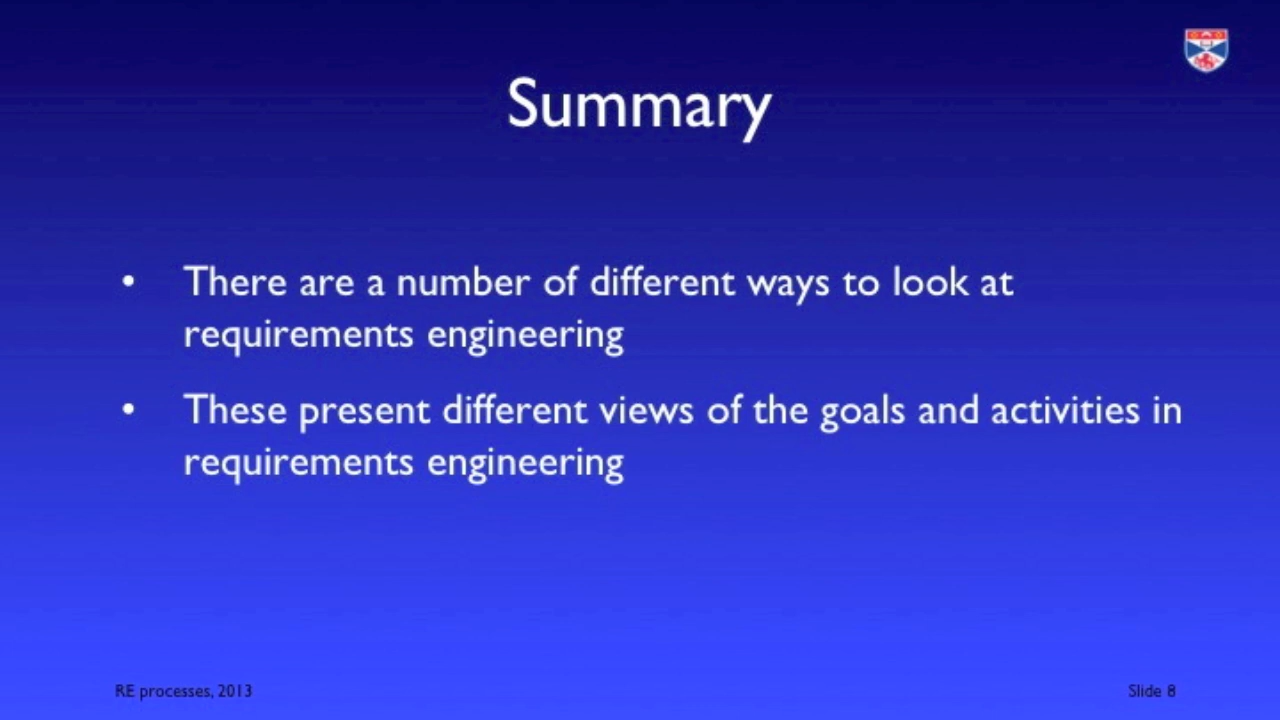 Summary
• There are a number of different ways to look at
requirements engineering
• These present different views of the goals and activities in
requirements engineering
RE processes, 2013
Slide 8